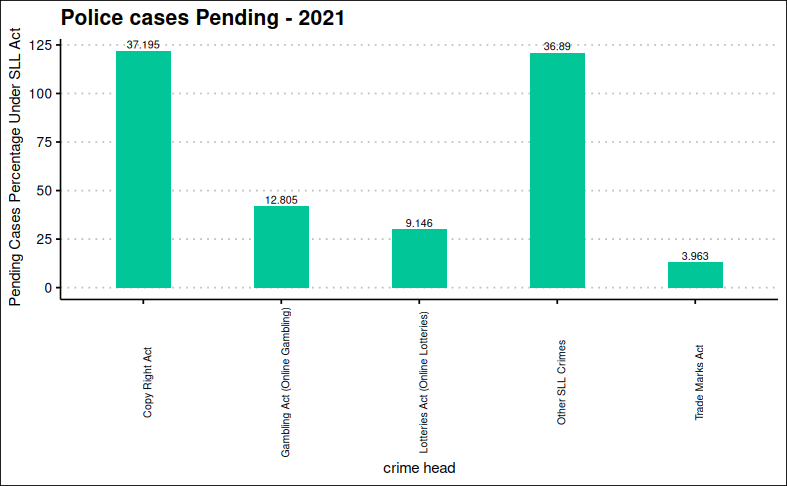 Police cases Pending - 2021
Pending Cases Percentage Under SLL Act
125
100
75
50
25
0
37.195
12.805
9.146
36.89
3.963
Copy Right Act
Gambling Act (Online Gambling)
Lotteries Act (Online Lotteries)
Other SLL Crimes
Trade Marks Act
crime head